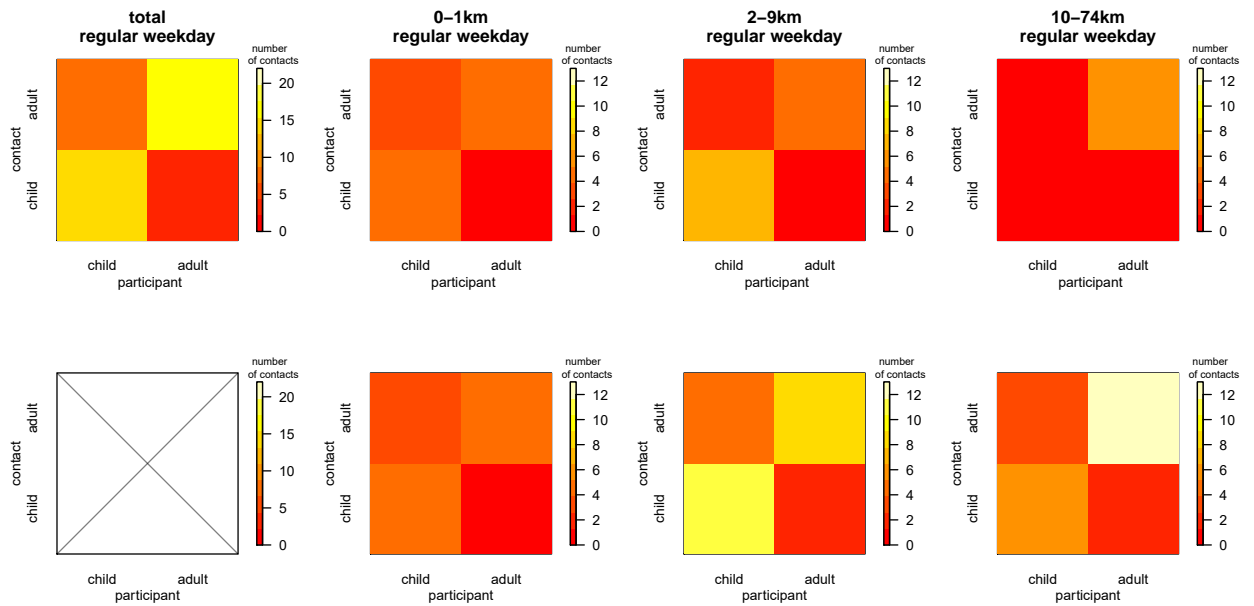 total
regular weekday
0–1km
regular weekday
2–9km
regular weekday
10–74km
regular weekday
number
of contacts
20
15
10
5
0
adult
child
contact
child adult
participant
number
of contacts
12
10
8
6
4
2
0
adult
child
contact
child adult
participant
number
of contacts
12
10
8
6
4
2
0
adult
child
contact
child adult
participant
number
of contacts
12
10
8
6
4
2
0
adult
child
contact
child adult
participant
number
of contacts
20
15
10
5
0
adult
child
contact
child adult
participant
number
of contacts
12
10
8
6
4
2
0
adult
child
contact
child adult
participant
number
of contacts
12
10
8
6
4
2
0
adult
child
contact
child adult
participant
number
of contacts
12
10
8
6
4
2
0
adult
child
contact
child adult
participant